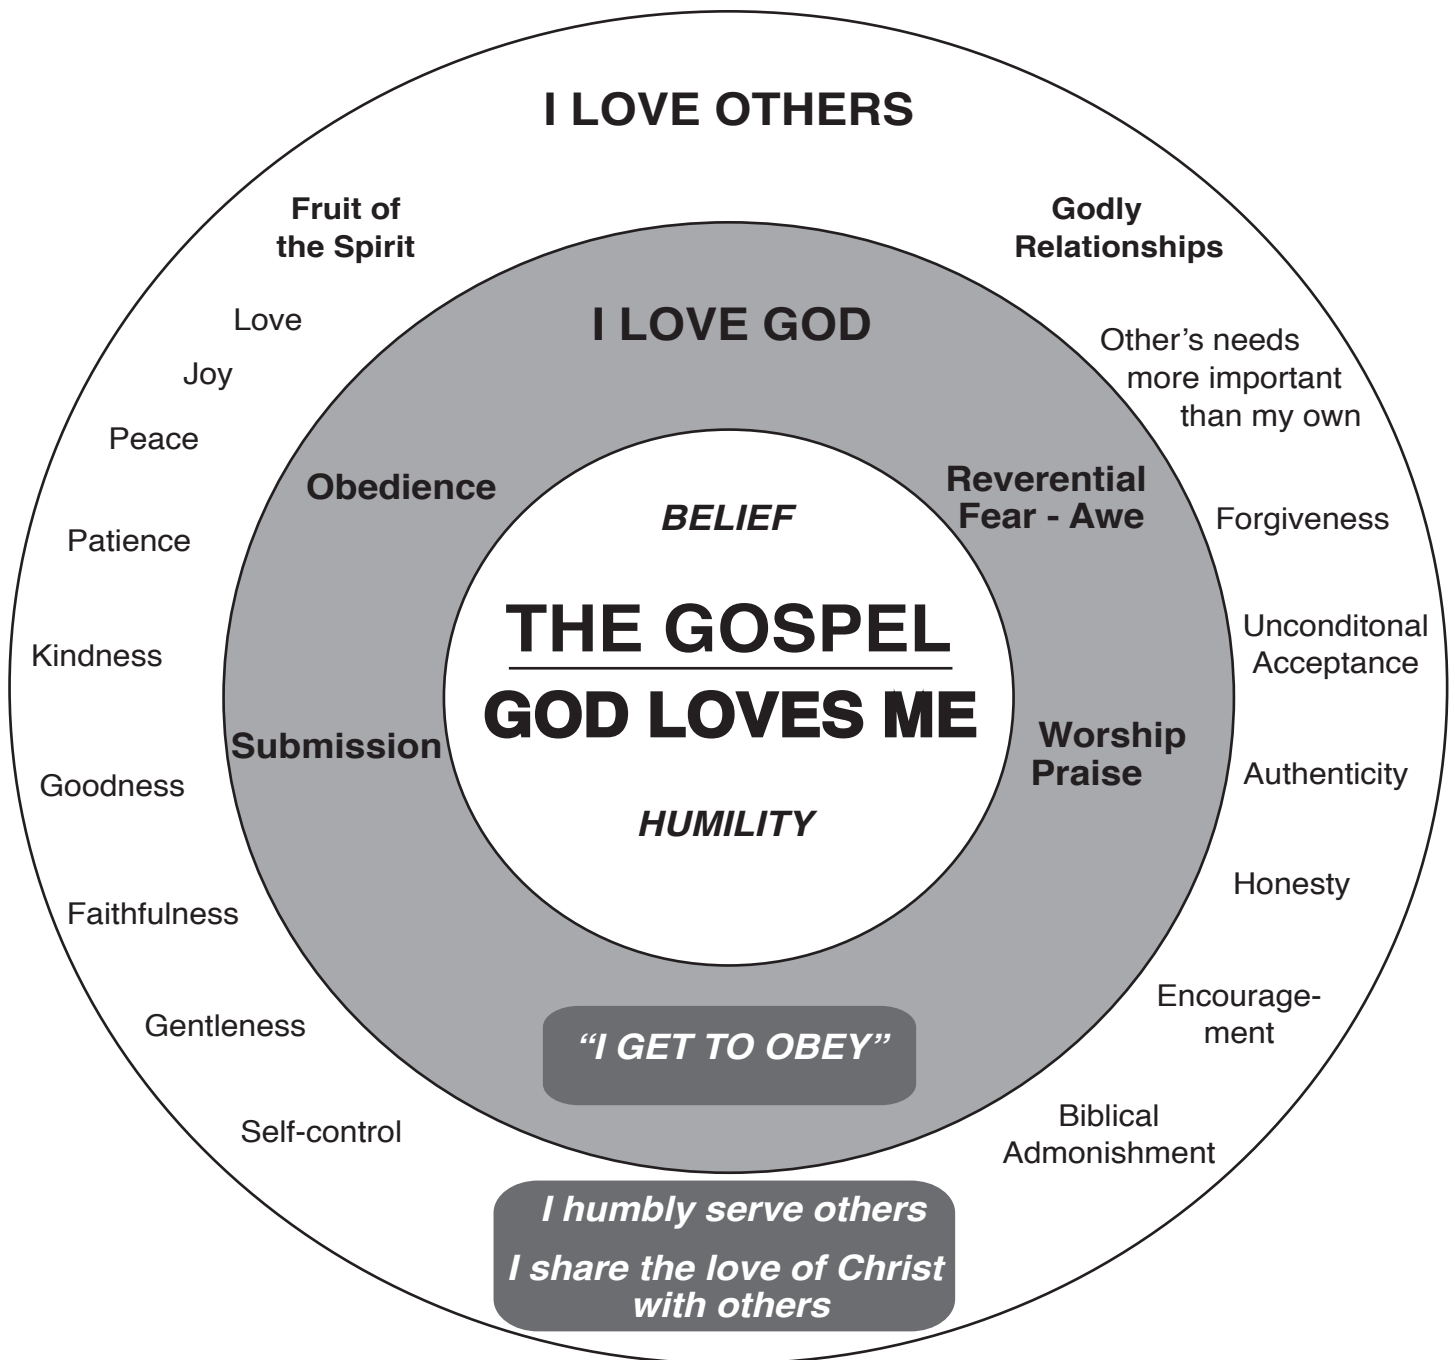 I LOVE OTHERS
Fruit of
the Spirit
Love
Joy
Peace
Patience
Kindness
Goodness
Faithfulness
Gentleness
Self-control
Godly
Relationships
Other’s needs
more important
than my own
Forgiveness
Unconditonal
Acceptance
Authenticity
Honesty
Encourage-
ment
Biblical
Admonishment
I LOVE GOD
Obedience
Submission
Reverential
Fear - Awe
Worship
Praise
BELIEF
THE GOSPEL
GOD LOVES ME
HUMILITY
“I GET TO OBEY”
I humbly serve others
I share the love of Christ
with others